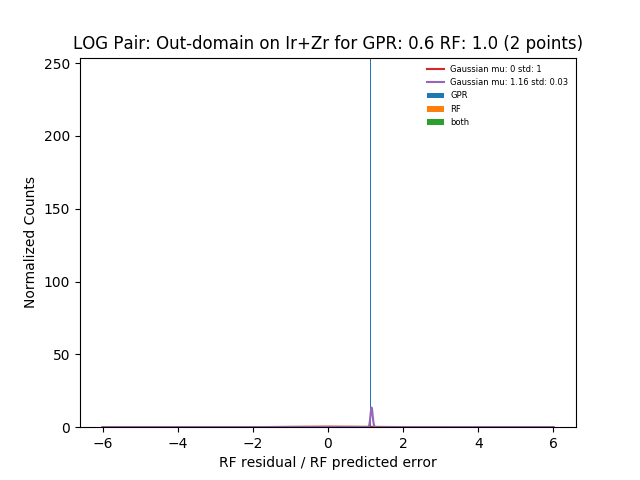 LOG Pair: Out-domain on Ir+Zr for GPR: 0.6 RF: 1.0 (2 points)
Gaussian mu: 0 std: 1
Gaussian mu: 1.16 std: 0.03
GPR
RF
both
Normalized Counts
250
200
150
100
50
0
−6
−4
−2
0
2
4
6
RF residual / RF predicted error